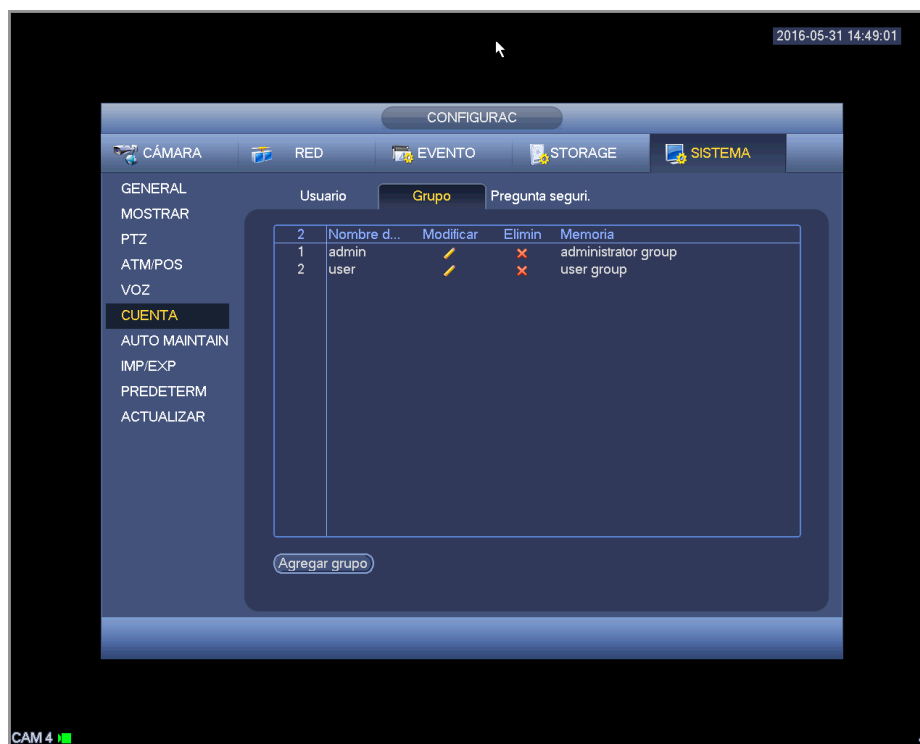 2016-05-31 14:49:01
CONFIGURAC
CÁMARA RED EVENTO STORAGE SISTEMA
GENERAL
MOSTRAR
PTZ
ATM/POS
VOZ
CUENTA
AUTO MAINTAIN
IMP/EXP
PREDETERM
ACTUALIZAR
Usuario Grupo Pregunta seguri.
2 Nombre d... Modificar Elimin Memoria
1 admin administrator group
2 user user group
Agregar grupo
CAM 4